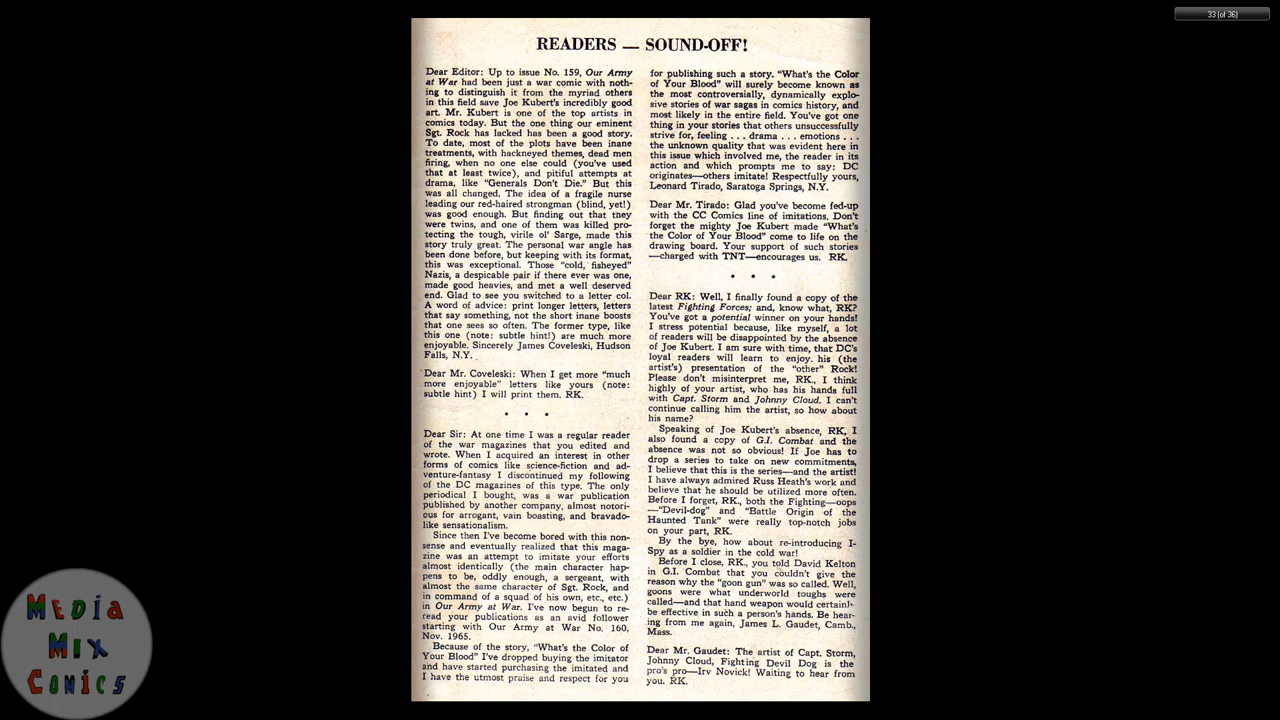 33 (of 36)
READERS — SOUND-OFF!
Dear Editor: Up to issue No. 159, Our Army
at War had been just a war comic with noth-
ing to distinguish it from the myriad others
in this field save Joe Kubert's incredibly good
art. Mr. Kubert is one of the top artists in
comics today. But the one thing our eminent
Sgt. Rock has lacked has been a good story.
To date, most of the plots have been inane
treatments, with hackneyed themes, dead men
firing, when no one else could (you've used
that at least twice), and pitiful attempts at
drama, like "Generals Don't Die." But this
was all changed. The idea of a fragile nurse
leading our red-haired strongman (blind, yet!)
was good enough. But finding out that they
were twins, and one of them was killed pro-
tecting the tough, virile ol' Sarge, made this
story truly great. The personal war angle has
been done before, but keeping with its format,
this was exceptional. Those "cold, fisheyed"
Nazis, a despicable pair if there ever was one,
made good heavies, and met a well deserved
end. Glad to see you switched to a letter col.
A word of advice: print longer letters, letters
that say something, not the short inane boosts
that one sees so often. The former type, like
this one (note: subtle hint!) are much more
enjoyable. Sincerely James Coveleski, Hudson
Falls, N.Y.
Dear Mr. Coveleski: When I get more "much
more enjoyable" letters like yours (note:
subtle hint) I will print them. RK.
• • •
Dear Sir: At one time I was a regular reader
of the war magazines that you edited and
wrote. When I acquired an interest in other
forms of comics like science-fiction and ad-
venture-fantasy I discontinued my following
of the DC magazines of this type. The only
periodical I bought, was a war publication
published by another company, almost notori-
ous for arrogant, vain boasting, and bravado-
like sensationalism.
Since then I've become bored with this non-
sense and eventually realized that this maga-
zine was an attempt to imitate your efforts
almost identically (the main character hap-
pens to be, oddly enough, a sergeant, with
almost the same character of Sgt. Rock, and
in command of a squad of his own, etc., etc.)
in Our Army at War. I've now begun to re-
read your publications as an avid follower
starting with Our Army at War No. 160,
Nov. 1965.
Because of the story, "What's the Color of
Your Blood" I've dropped buying the imitator
and have started purchasing the imitated and
I have the utmost praise and respect for you
for publishing such a story. "What's the Color
of Your Blood" will surely become known as
the most controversially, dynamically explo-
sive stories of war sagas in comics history, and
most likely in the entire field. You've got one
thing in your stories that others unsuccessfully
strive for, feeling . . . drama . . . emotions . . .
the unknown quality that was evident here in
this issue which involved me, the reader in its
action and which prompts me to say: DC
originates—others imitate! Respectfully yours,
Leonard Tirado, Saratoga Springs, N.Y.
Dear Mr. Tirado: Glad you've become fed-up
with the CC Comics line of imitations. Don't
forget the mighty Joe Kubert made "What's
the Color of Your Blood" come to life on the
drawing board. Your support of such stories
—charged with TNT—encourages us. RK.
• • •
Dear RK: Well, I finally found a copy of the
latest Fighting Forces; and, know what, RK?
You've got a potential winner on your hands!
I stress potential because, like myself, a lot
of readers will be disappointed by the absence
of Joe Kubert. I am sure with time, that DC's
loyal readers will learn to enjoy. his (the
artist's) presentation of the "other" Rock!
Please don't misinterpret me, RK., I think
highly of your artist, who has his hands full
with Capt. Storm and Johnny Cloud. I can't
continue calling him the artist, so how about
his name?
Speaking of Joe Kubert's absence, RK, I
also found a copy of G.I. Combat and the
absence was not so obvious! If Joe has to
drop a series to take on new commitments,
I believe that this is the series—and the artist!
I have always admired Russ Heath's work and
believe that he should be utilized more often.
Before I forget, RK., both the Fighting—oops
—"Devil-dog" and "Battle Origin of the
Haunted Tank" were really top-notch jobs
on your part, RK.
By the bye, how about re-introducing I-
Spy as a soldier in the cold war!
Before I close, RK., you told David Kelton
in G.I. Combat that you couldn't give the
reason why the "goon gun" was so called. Well,
goons were what underworld toughs were
called—and that hand weapon would certainly
be effective in such a person's hands. Be hear-
ing from me again, James L. Gaudet, Camb.,
Mass.
Dear Mr. Gaudet: The artist of Capt. Storm,
Johnny Cloud, Fighting Devil Dog is the
pro's pro—Irv Novick! Waiting to hear from
you. RK.
MEDIA
MIX
COMICS